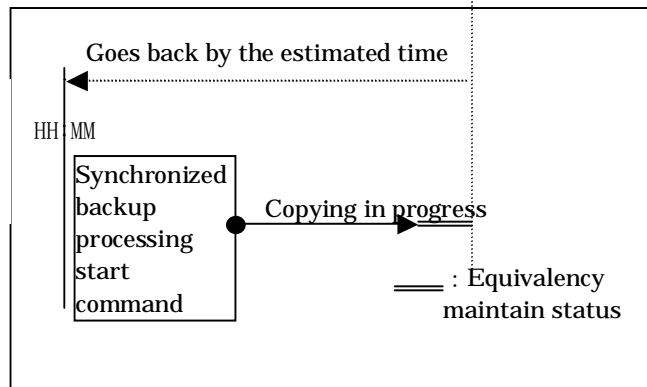 Goes back by the estimated time
HH:MM
Synchronized
backup
processing
start
command
Copying in progress
: Equivalency
maintain status